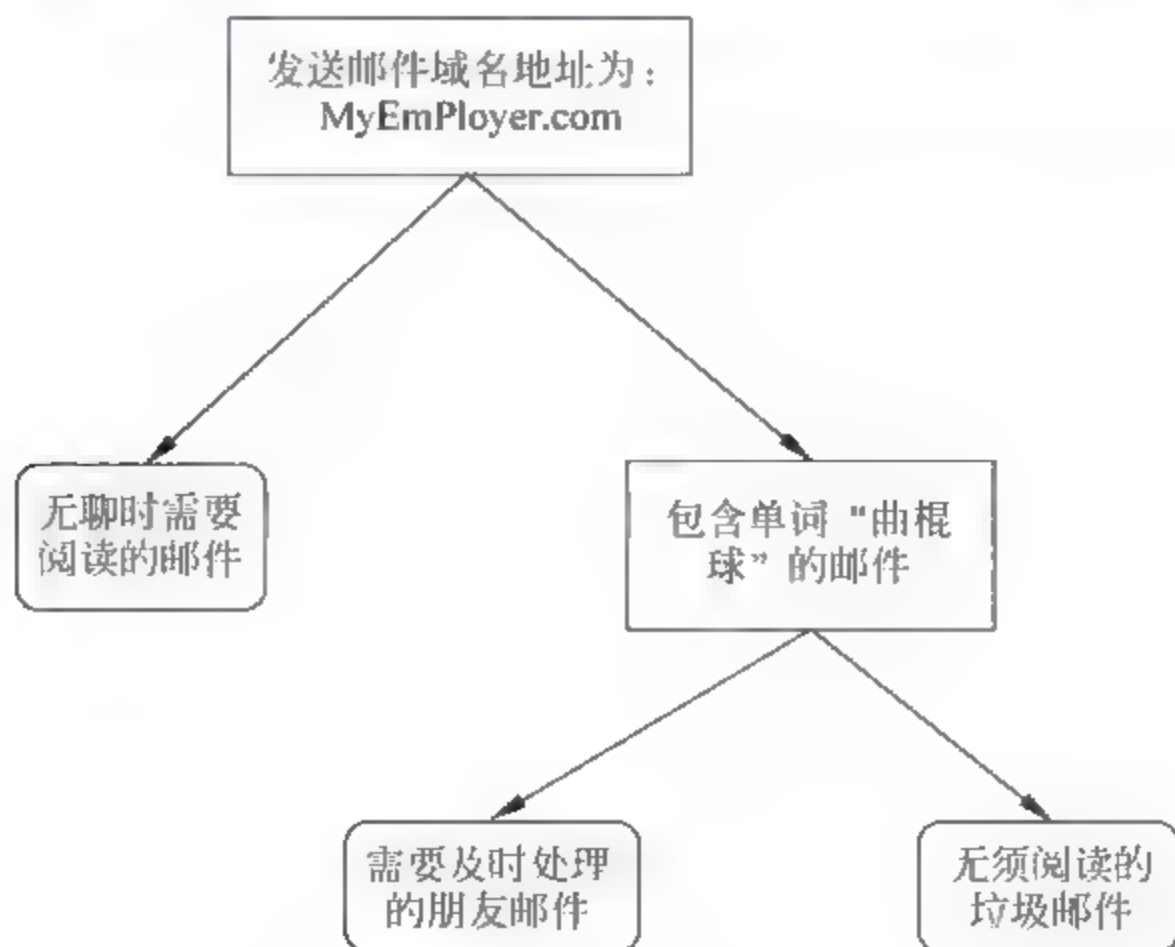 发送邮件域名地址为：
MyEmPloyer.com
无聊时需要
阅读的邮件
包含单词“曲棍
球”的邮件
需要及时处理
的朋友邮件
无须阅读的
垃圾邮件